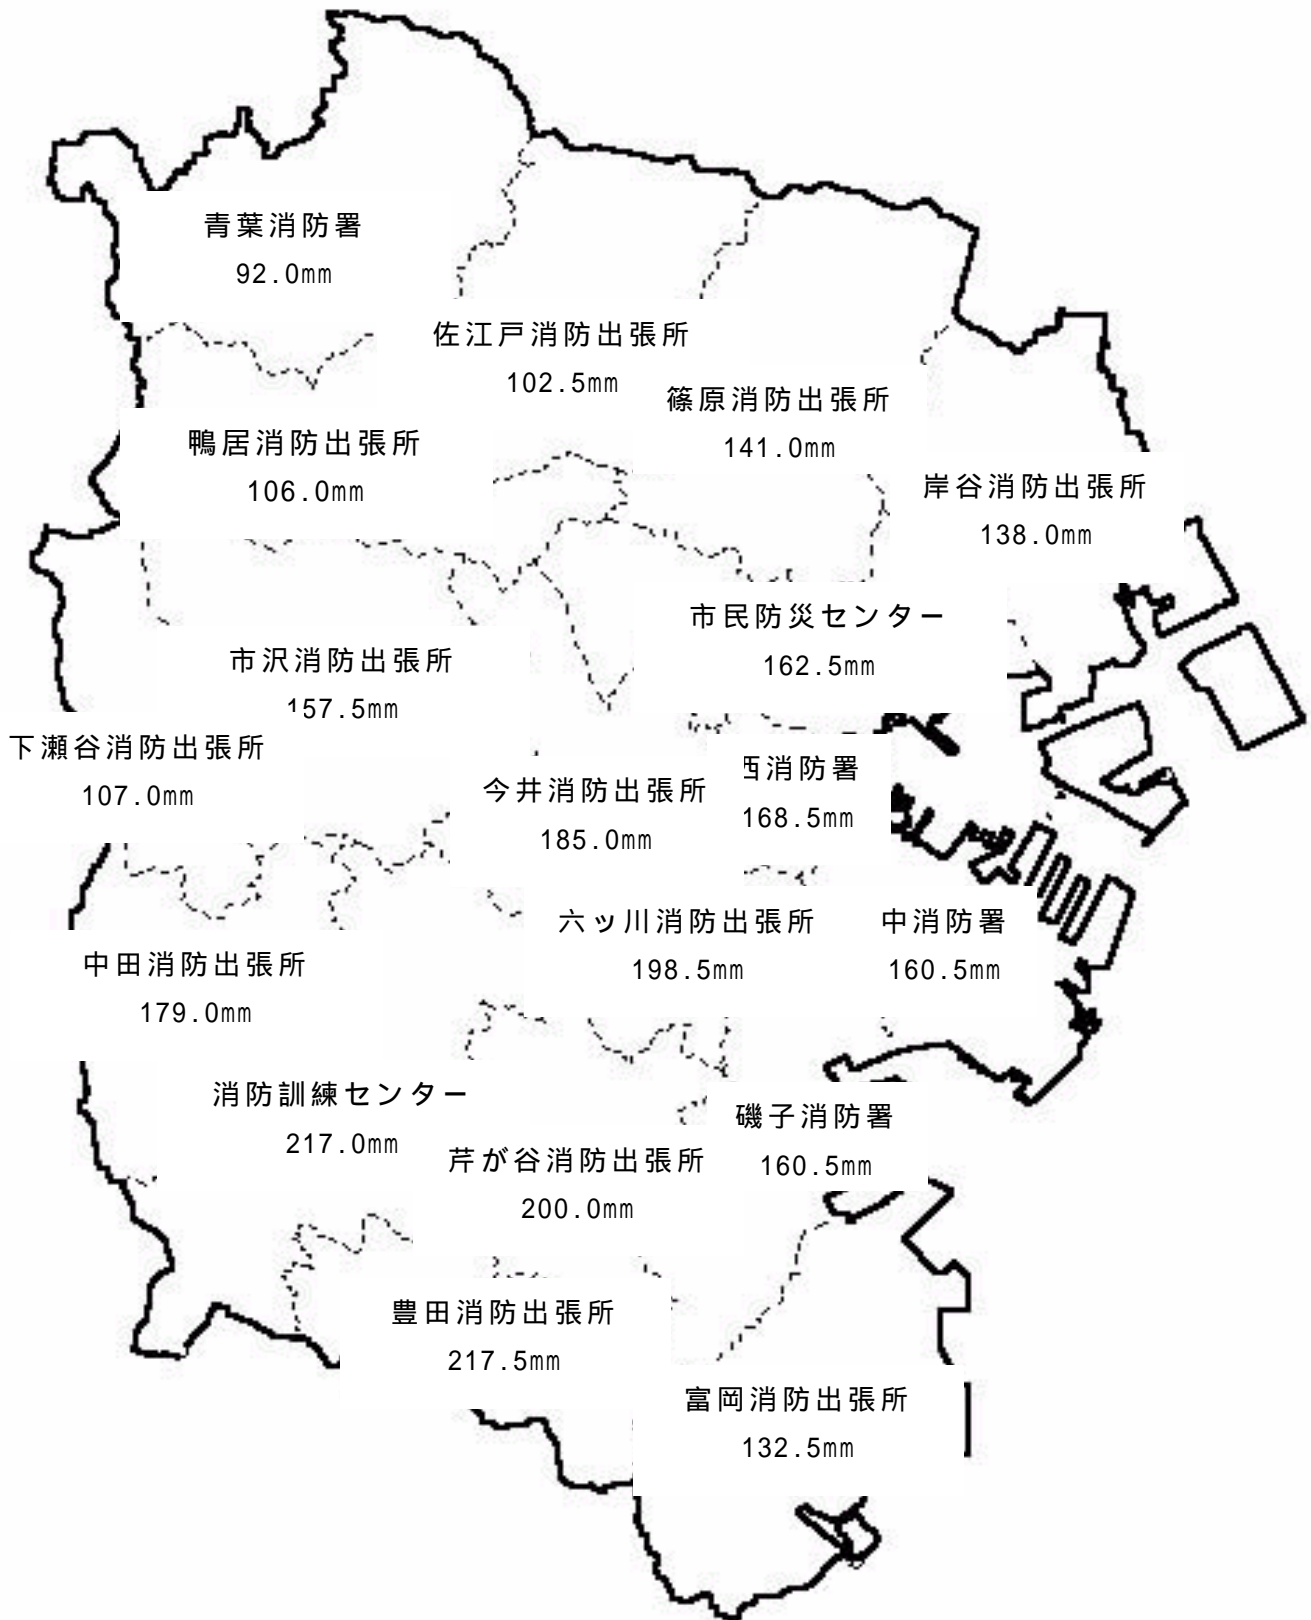 青葉消防署
92.0mm
佐江戸消防出張所
102.5mm
篠原消防出張所
141.0mm
鴨居消防出張所
106.0mm
岸谷消防出張所
138.0mm
市民防災センター
162.5mm
市沢消防出張所
157.5mm
下瀬谷消防出張所
107.0mm
西消防署
168.5mm
今井消防出張所
185.0mm
六ッ川消防出張所
198.5mm
中消防署
160.5mm
中田消防出張所
179.0mm
消防訓練センター
217.0mm
磯子消防署
160.5mm
芹が谷消防出張所
200.0mm
豊田消防出張所
217.5mm
富岡消防出張所
132.5mm